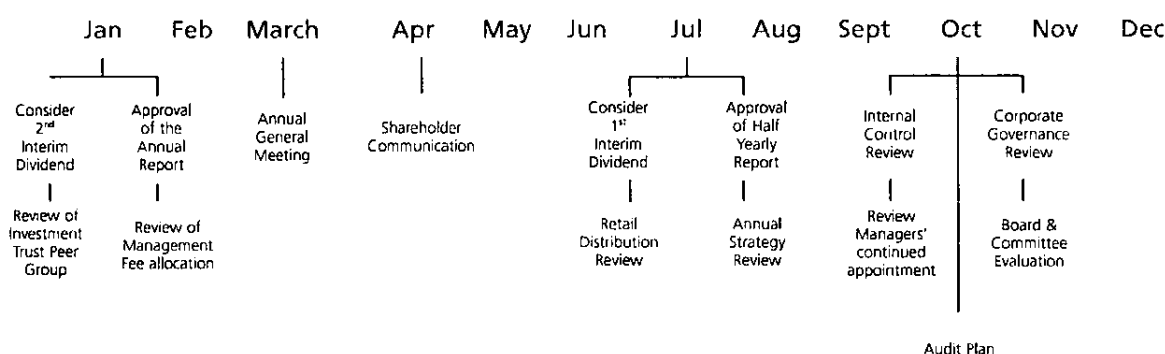 Jan Feb March Apr May Jun Jul Aug Sept Oct Nov Dec
Consider
2nd
Interim
Dividend
Approval
of the
Annual
Report
Annual
General
Meeting
Shareholder
Communication
Consider
1st
Interim
Dividend
Approval
of Half
Yearly
Report
Internal
Control
Review
Corporate
Governance
Review
Review of
Investment
Trust Peer
Group
Review of
Management
Fee allocation
Retail
Distribution
Review
Annual
Strategy
Review
Review
Managers'
continued
appointment
Board &
Committee
Evaluation
Audit Plan